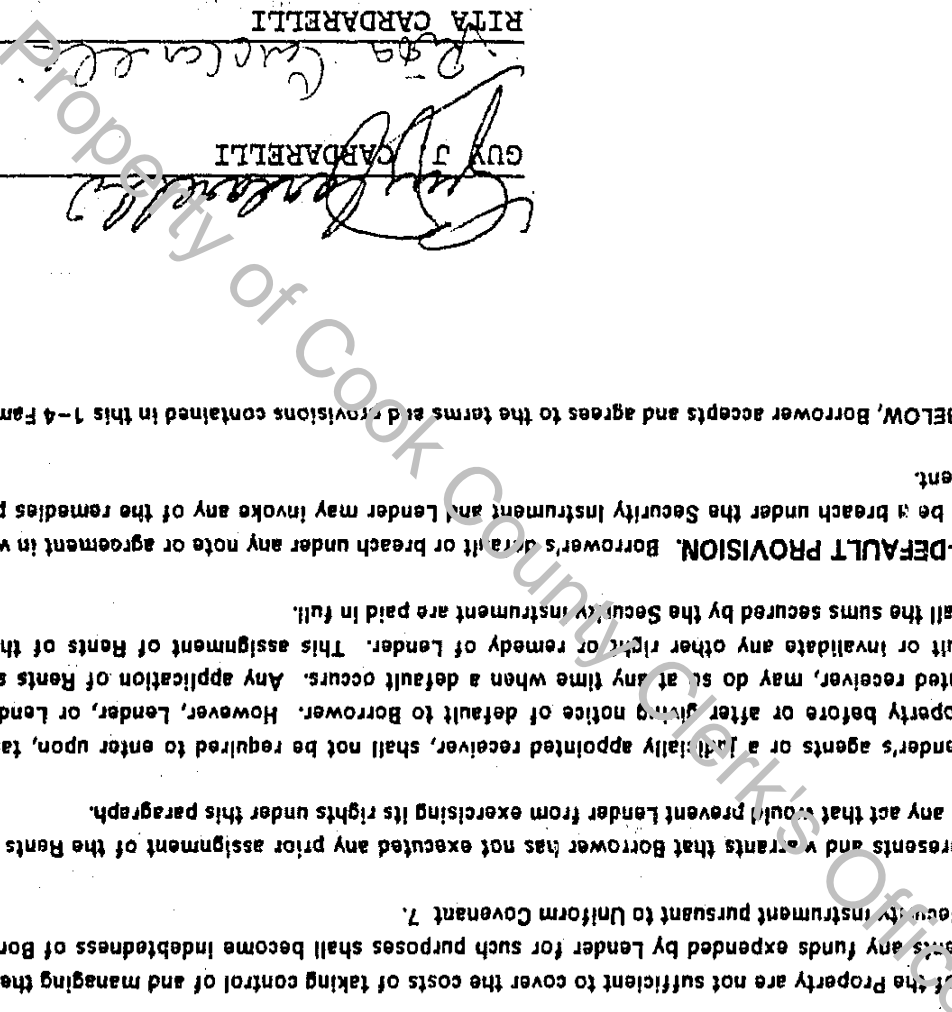 of the Property are not sufficient to cover the costs of taking control of and managing the
ents any funds expended by Lender for such purposes shall become indebtedness of Bor
ecurity Instrument pursuant to Uniform Covenant 7.
resents and warrants that Borrower has not executed any prior assignment of the Rents
any act that would prevent Lender from exercising its rights under this paragraph.
ender's agents or a judicially appointed receiver, shall not be required to enter upon, ta
operty before or after giving notice of default to Borrower. However, Lender, or Lend
nted receiver, may do so at any time when a default occurs. Any application of Rents s
ult or invalidate any other right or remedy of Lender. This assignment of Rents of th
all the sums secured by the Security Instrument are paid in full.
-DEFAULT PROVISION. Borrower's default or breach under any note or agreement in w
be a breach under the Security Instrument and Lender may invoke any of the remedies p
ent.
BELOW, Borrower accepts and agrees to the terms and provisions contained in this 1-4 Fam
Guy J Cardarelli
GUY J CARDARELLI
Rita Cardarelli
RITA CARDARELLI
Property of Cook County Clerk's Office